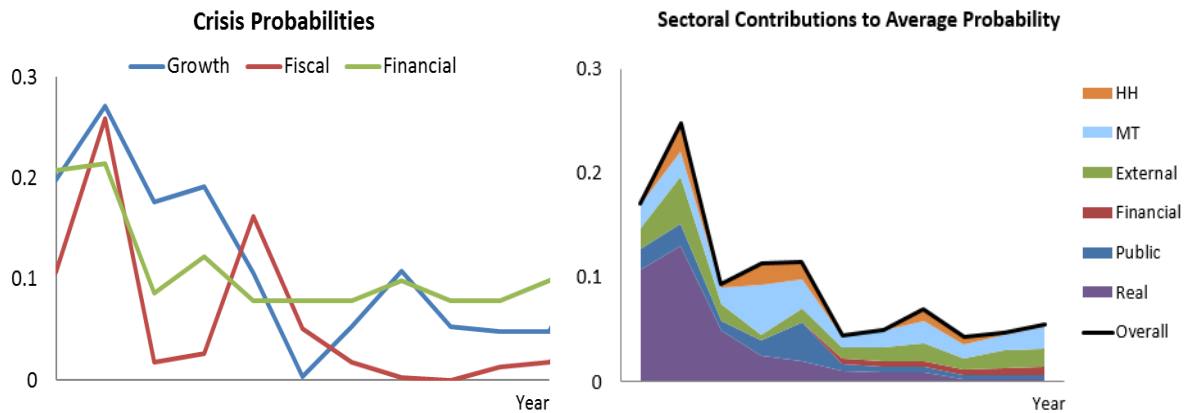 Crisis Probabilities
Growth Fiscal Financial
0.3
0.2
0.1
0
Year
Sectoral Contributions to Average Probability
0.3
0.2
0.1
0
Year
HH
MT
External
Financial
Public
Real
Overall